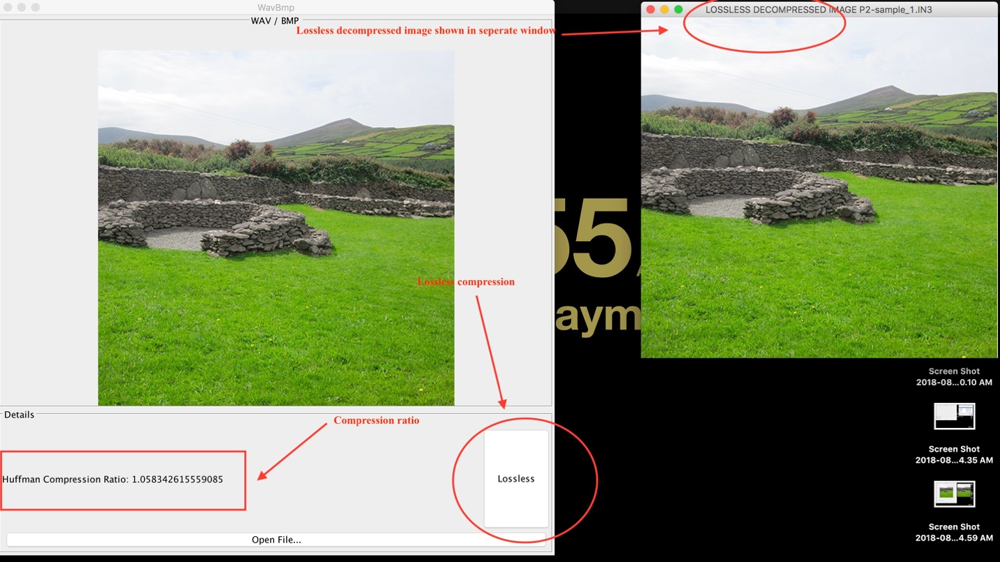 WavBmp
WAV / BMP
Lossless decompressed image shown in seperate window
LOSSLESS DECOMPRESSED IMAGE P2-sample_1.IN3
55
aym
Lossless compression
Details
Compression ratio
Huffman Compression Ratio: 1.058342615559085
Lossless
Open File...
Screen Shot
2018-08...0.10 AM
Screen Shot
2018-08...4.35 AM
Screen Shot
2018-08...4.59 AM